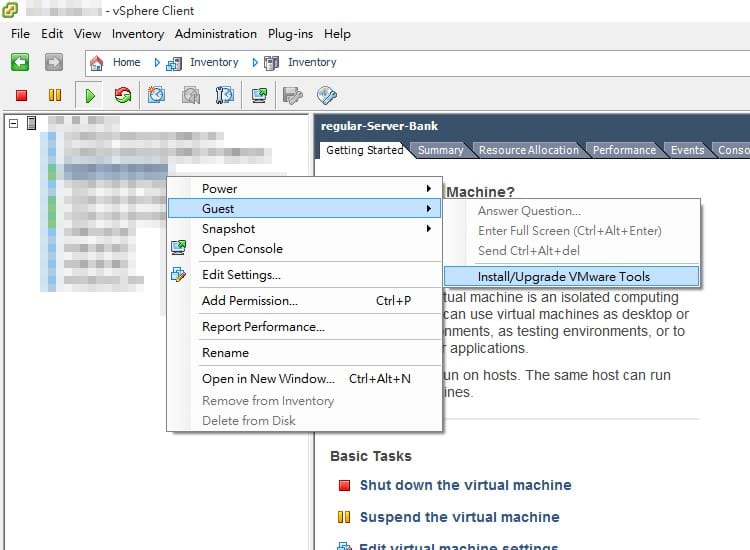 - vSphere Client
File Edit View Inventory Administration Plug-ins Help
Home Inventory Inventory
regular-Server-Bank
Getting Started Summary Resource Allocation Performance Events
Power
Guest
Snapshot
Open Console
Edit Settings...
Add Permission... Ctrl+P
Report Performance...
Rename
Open in New Window... Ctrl+Alt+N
Remove from Inventory
Delete from Disk
Machine?
Answer Question...
Enter Full Screen (Ctrl+Alt+Enter)
Send Ctrl+Alt+del
Install/Upgrade VMware Tools
machine is an isolated computing
can use virtual machines as desktop or
as testing environments, or to
applications.
on hosts. The same host can run
Basic Tasks
Shut down the virtual machine
Suspend the virtual machine
Edit virtual machine settings